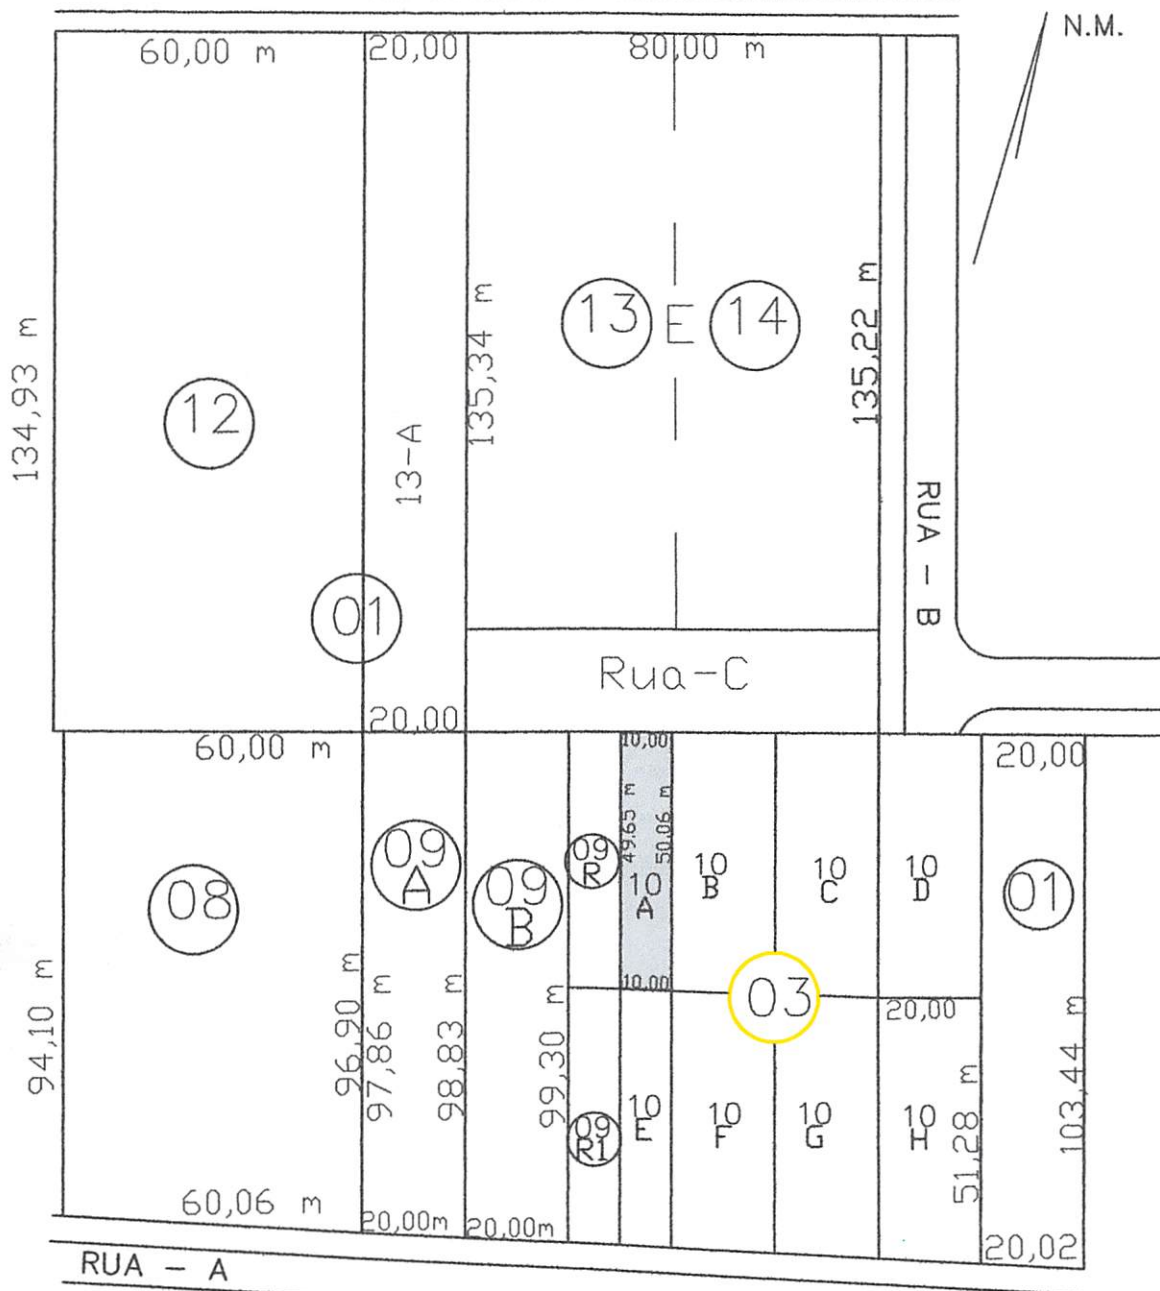 N.M.
60,00 m
20,00
80,00 m
134,93 m
12
13-A
135,34 m
13
E
14
135,22 m
RUA - B
01
Rua-C
20,00
60,00 m
10,00
20,00
49.65 m
50.06 m
08
09
A
09
B
09
R
10
A
10
B
10
C
10
D
01
10,00
03
20,00
94,10 m
96,90 m
97,86 m
98,83 m
99,30 m
09
R1
10
E
10
F
10
G
10
H
51,28 m
103,44 m
60,06 m
20,00m
20,00m
20,02
RUA - A